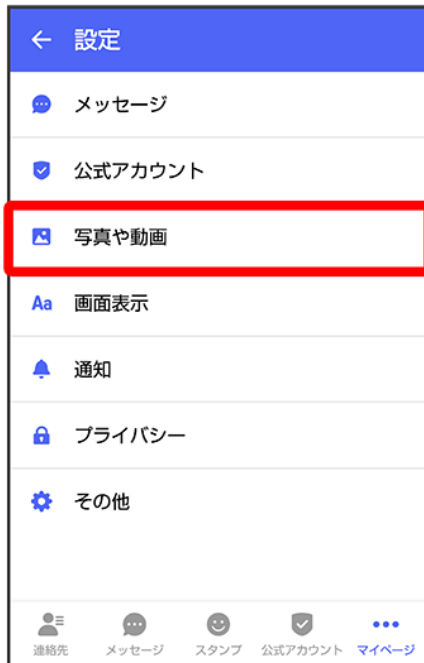 設定
メッセージ
公式アカウント
写真や動画
Aa 画面表示
通知
プライバシー
その他
連絡先 メッセージ スタンプ 公式アカウント マイページ